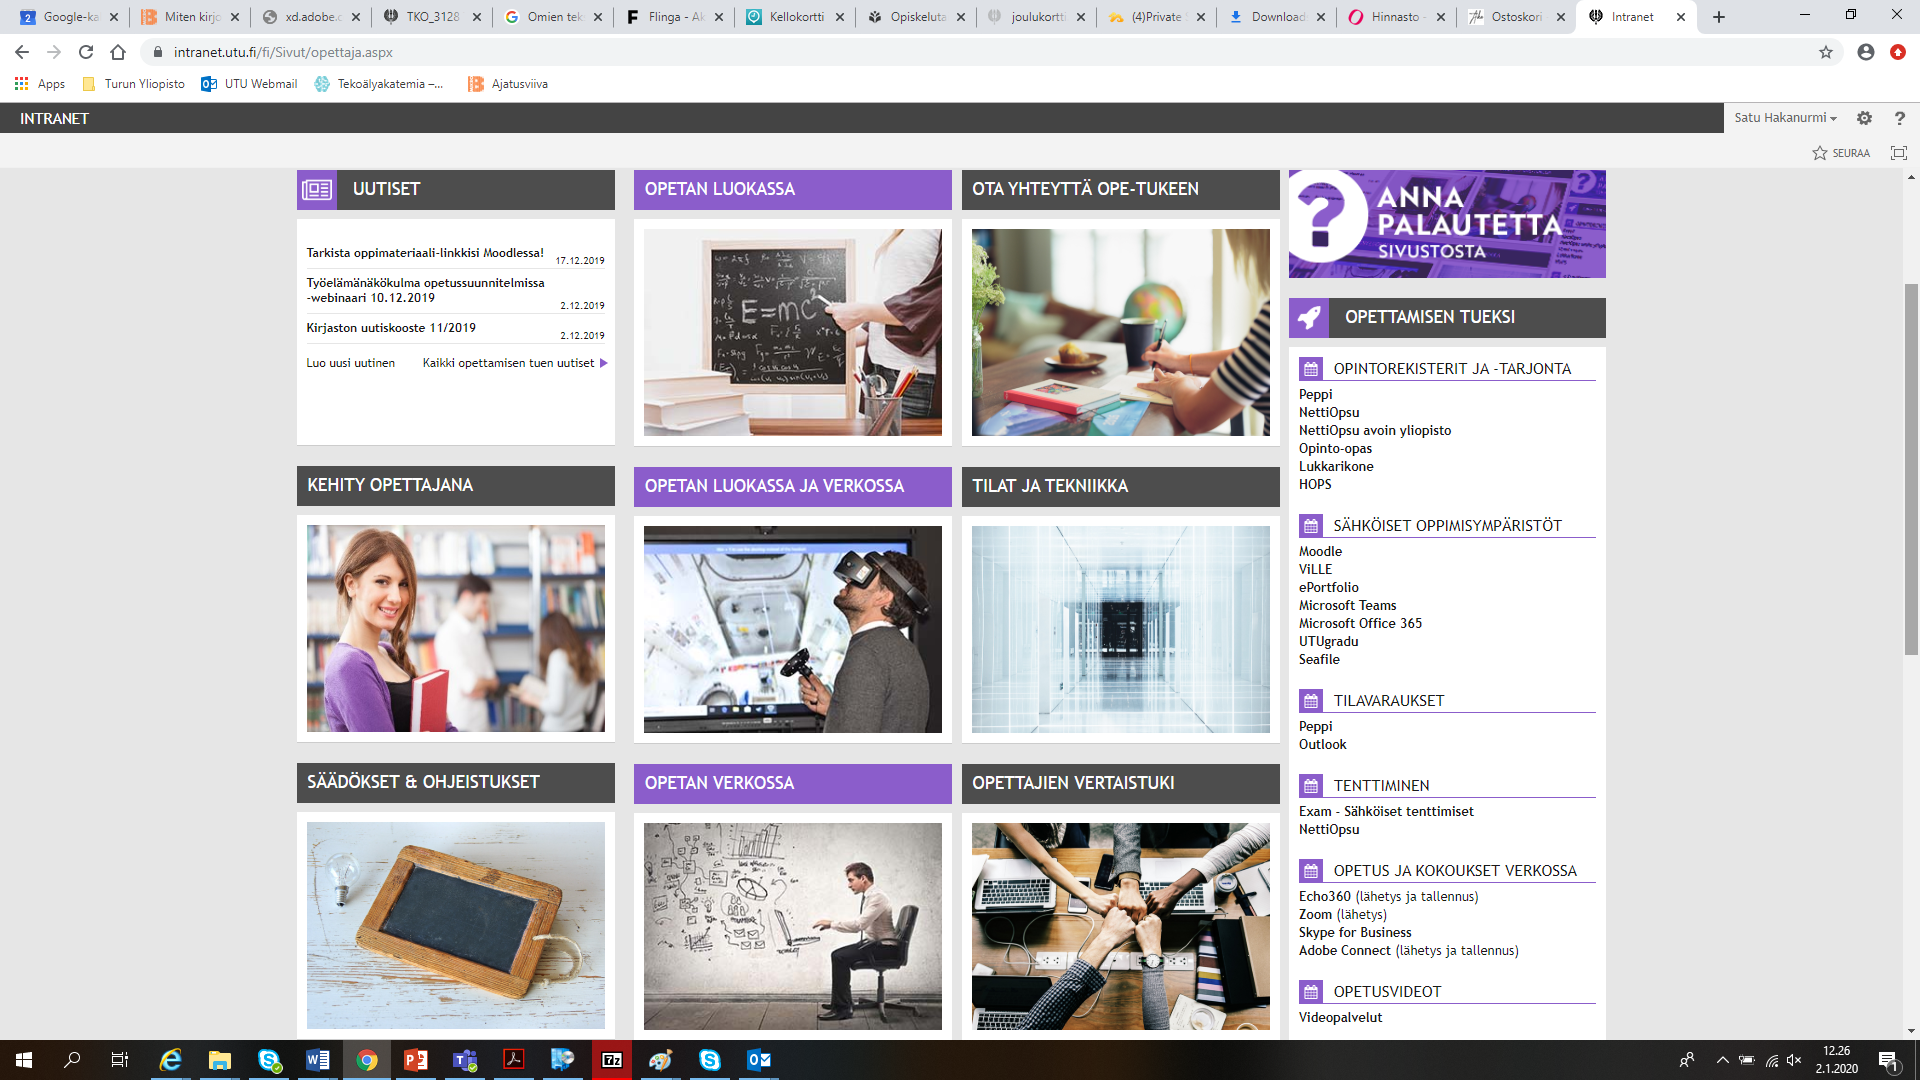 Google-ka
Miten kirjo
xd.adobe.c
TKO_3128
Omien teks
Flinga - Ak
Kellokortti
Opiskeluta
joulukortti
(4)Private S
Download
Hinnasto -
Ostoskori
Intranet
intranet.utu.fi/fi/Sivut/opettaja.aspx
Apps
Turun Yliopisto
UTU Webmail
Tekoälyakatemia –...
Ajatusviiva
INTRANET
Satu Hakanurmi
SEURAA
UUTISET
Tarkista oppimateriaali-linkkisi Moodlessa!
17.12.2019
Työelämänäkökulma opetussuunnitelmissa
-webinaari 10.12.2019
2.12.2019
Kirjaston uutiskooste 11/2019
2.12.2019
Luo uusi uutinen
Kaikki opettamisen tuen uutiset
OPETAN LUOKASSA
E=mc²
OTA YHTEYTTÄ OPE-TUKEEN
KEHITY OPETTAJANA
OPETAN LUOKASSA JA VERKOSSA
TILAT JA TEKNIIKKA
SÄÄDÖKSET & OHJEISTUKSET
OPETAN VERKOSSA
OPETTAJIEN VERTAISTUKI
ANNA
PALAUTETTA
SIVUSTOSTA
OPETTAMISEN TUEKSI
OPINTOREKISTERIT JA -TARJONTA
Peppi
NettiOpsu
NettiOpsu avoin yliopisto
Opinto-opas
Lukkarikone
HOPS
SÄHKÖISET OPPIMISYMPÄRISTÖT
Moodle
ViLLE
ePortfolio
Microsoft Teams
Microsoft Office 365
UTUgradu
Seafile
TILAVARAUKSET
Peppi
Outlook
TENTTIMINEN
Exam - Sähköiset tenttimiset
NettiOpsu
OPETUS JA KOKOUKSET VERKOSSA
Echo360 (lähetys ja tallennus)
Zoom (lähetys)
Skype for Business
Adobe Connect (lähetys ja tallennus)
OPETUSVIDEOT
Videopalvelut
12.26
2.1.2020